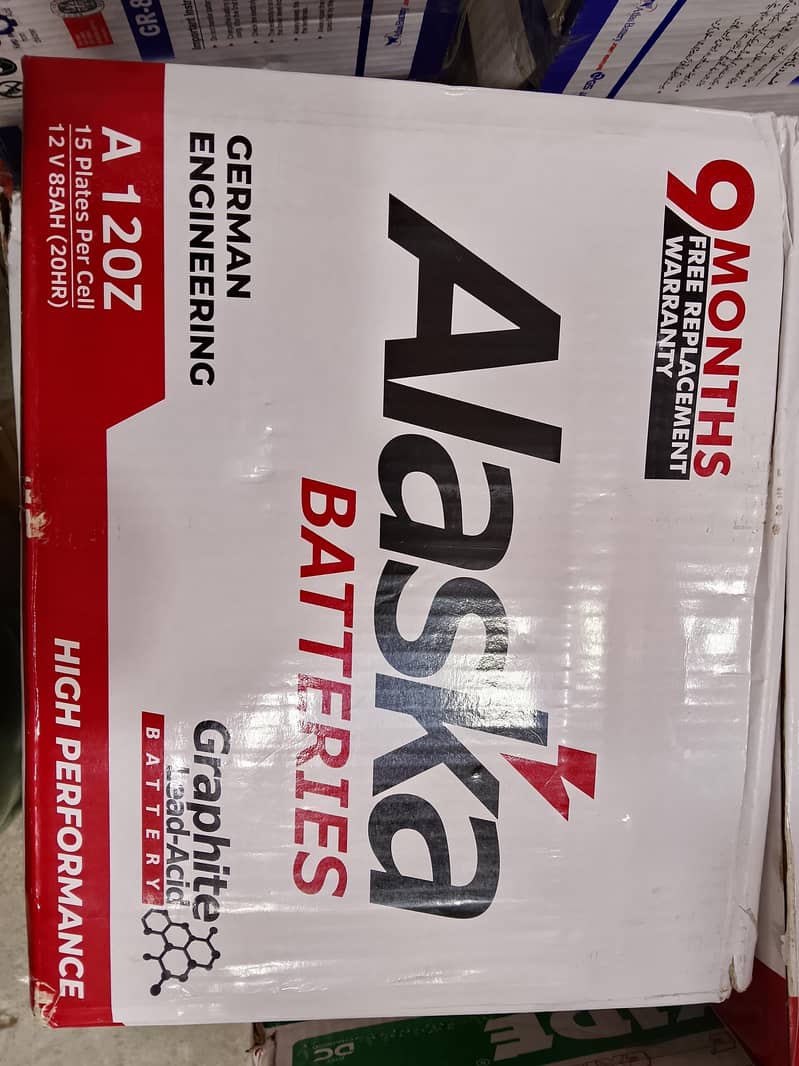 9 MONTHS
FREE REPLACEMENT
WARRANTY
Alaska
BATTERIES
GERMAN
ENGINEERING
Graphite
Lead-Acid
BATTERY
A 120Z
15 Plates Per Cell
12 V 85AH (20HR)
HIGH PERFORMANCE
DC